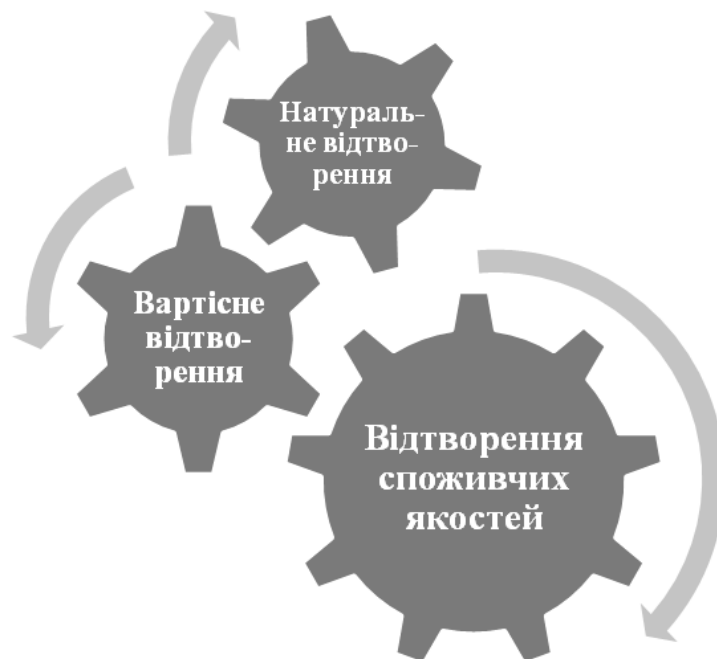 Натураль-
не відтво-
рення
Вартісне
відтво-
рення
Відтворення
споживчих
якостей